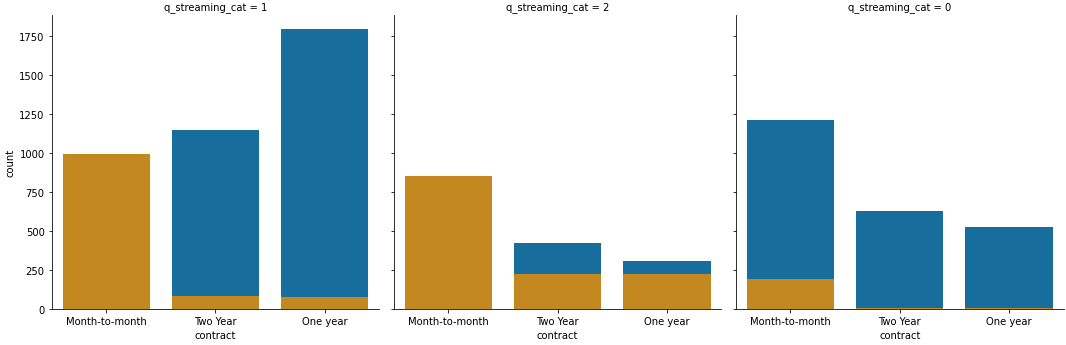 q_streaming_cat = 1
q_streaming_cat = 2
q_streaming_cat = 0
1750
1500
1250
1000
750
500
250
0
count
Month-to-month Two Year One year
contract
Month-to-month Two Year One year
contract
Month-to-month Two Year One year
contract